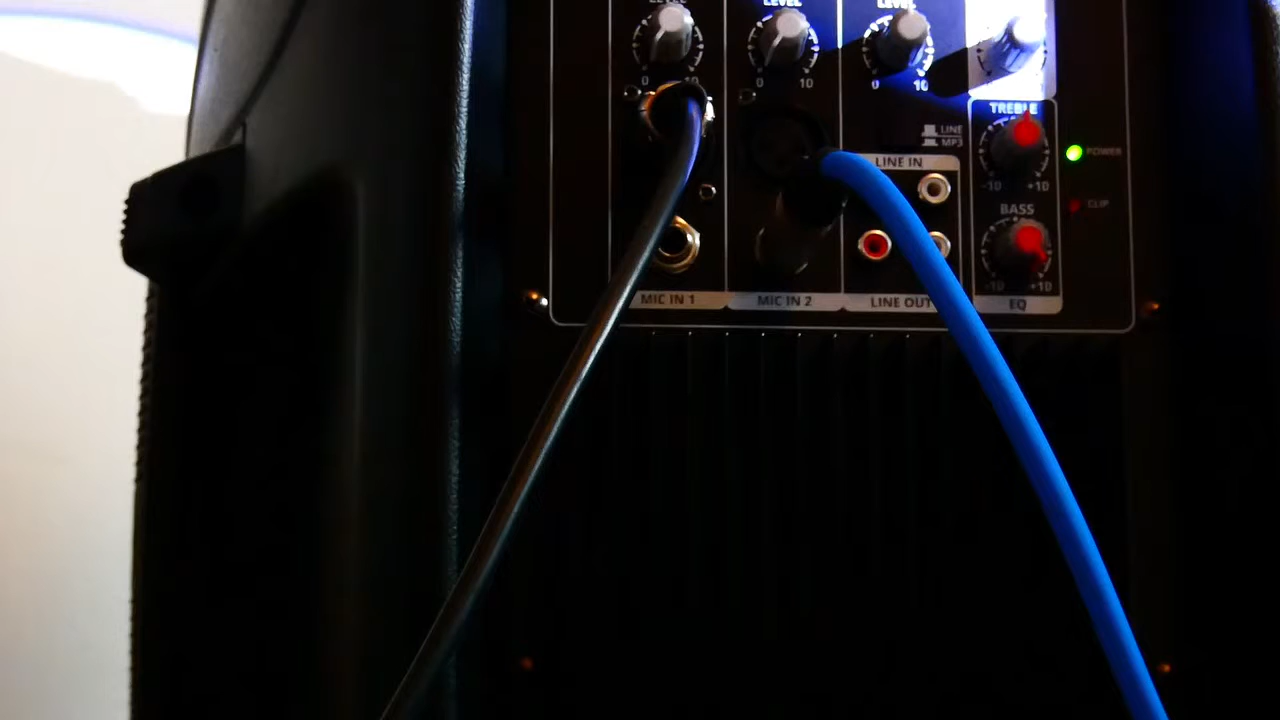 LEVEL LEVEL LEVEL
0 10 0 10 0 10
TREBLE
LINE
MP3
POWER
LINE IN
-10 +10
CLIP
BASS
-10 +10
MIC IN 1 MIC IN 2 LINE OUT EQ